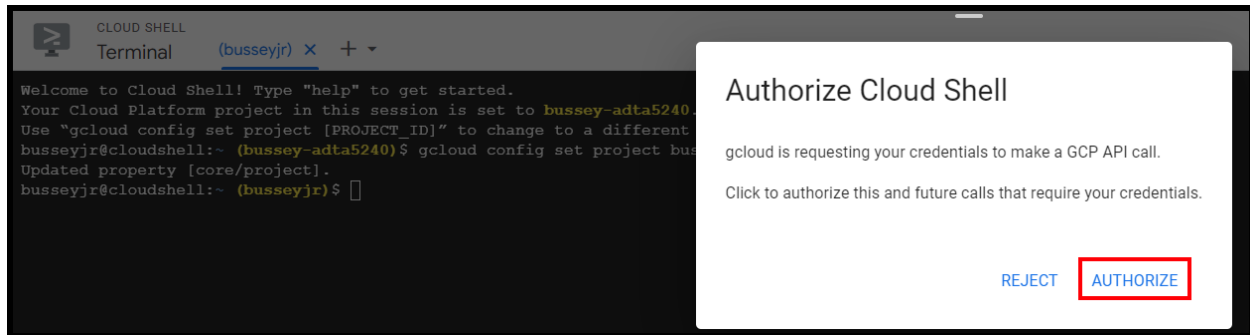 CLOUD SHELL
Terminal
(busseyjr) × + ▾
Welcome to Cloud Shell! Type "help" to get started.
Your Cloud Platform project in this session is set to bussey-adta5240.
Use “gcloud config set project [PROJECT_ID]” to change to a different
busseyjr@cloudshell:~ (bussey-adta5240)$ gcloud config set project bus
Updated property [core/project].
busseyjr@cloudshell:~ (busseyjr)$
Authorize Cloud Shell
gcloud is requesting your credentials to make a GCP API call.
Click to authorize this and future calls that require your credentials.
REJECT AUTHORIZE